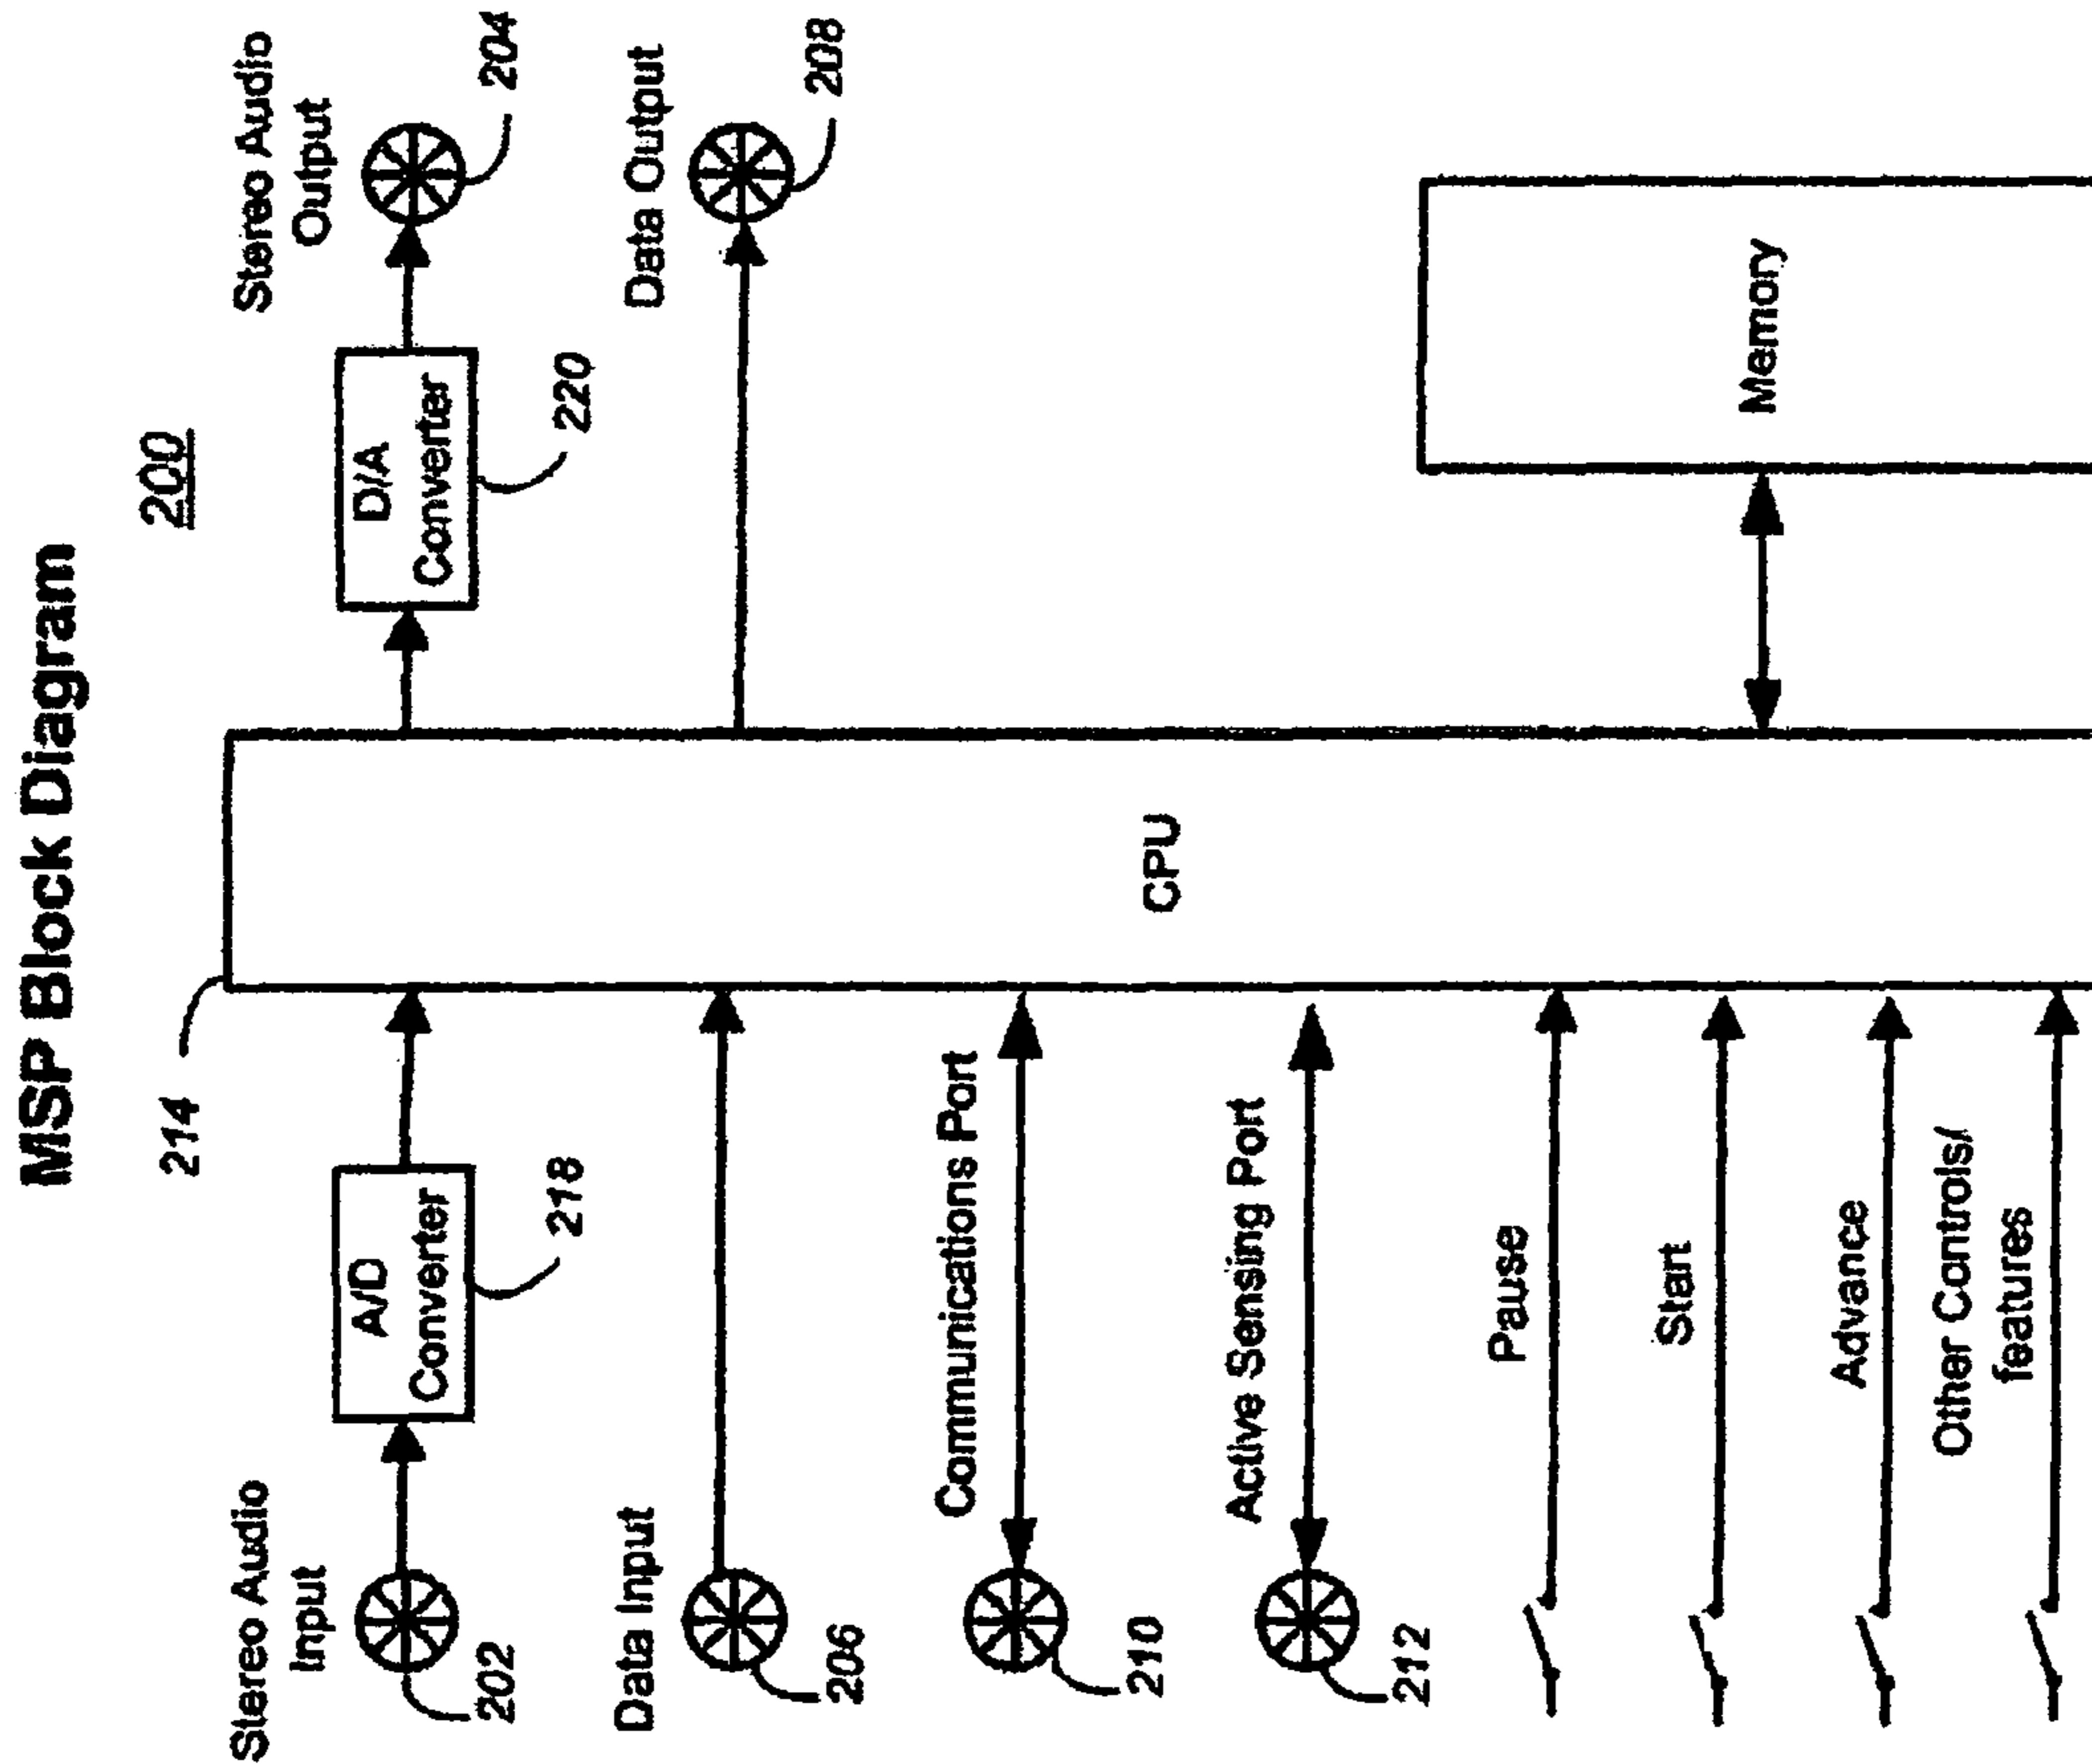 MSP Block Diagram
200
214
Stereo Audio
Input
202
A/D
Converter
218
D/A
Converter
220
Stereo Audio
Output
204
Data Input
206
Data Output
208
Communications Port
210
CPU
Active Sensing Port
212
Pause
Start
Memory
Advance
Other Controls/
features